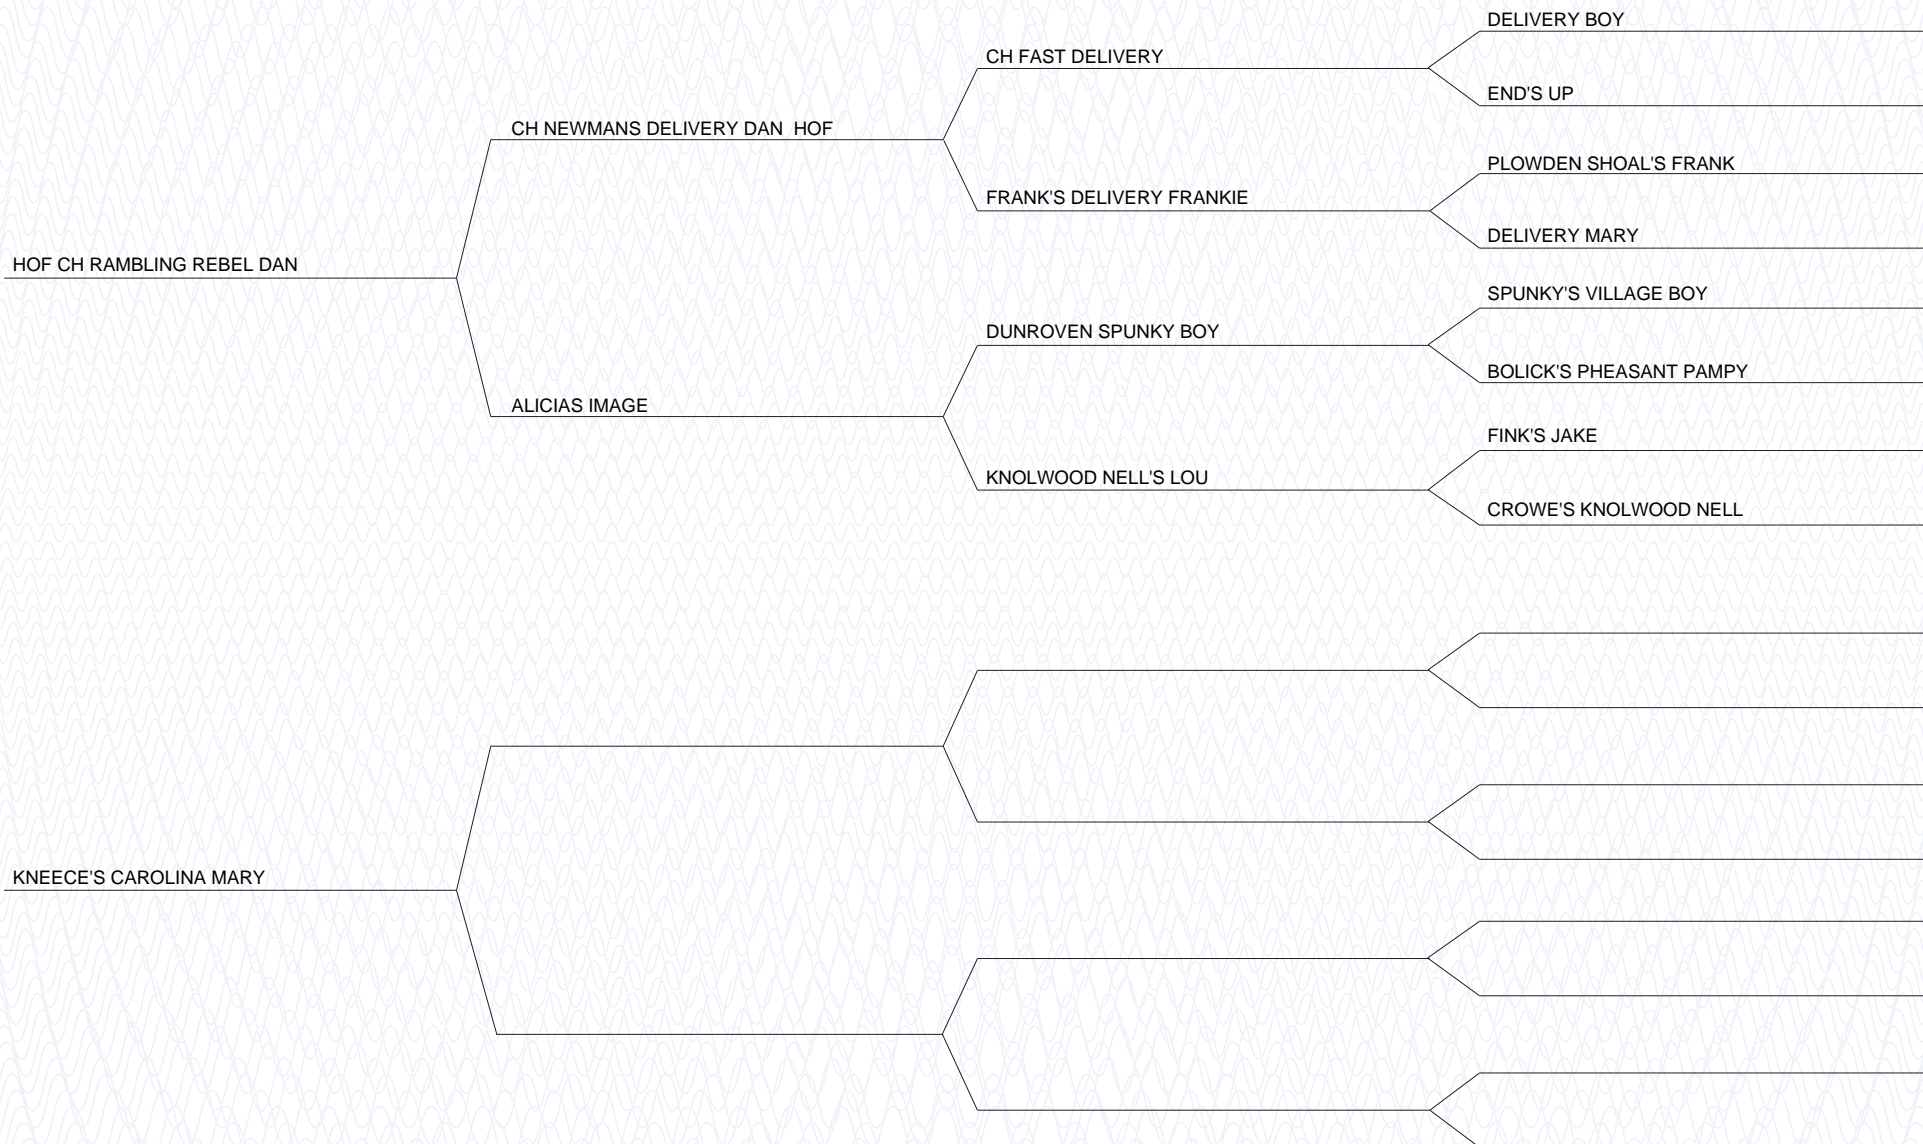 DELIVERY BOY
CH FAST DELIVERY
END'S UP
CH NEWMANS DELIVERY DAN  HOF
PLOWDEN SHOAL'S FRANK
FRANK'S DELIVERY FRANKIE
DELIVERY MARY
HOF CH RAMBLING REBEL DAN
SPUNKY'S VILLAGE BOY
DUNROVEN SPUNKY BOY
BOLICK'S PHEASANT PAMPY
ALICIAS IMAGE
FINK'S JAKE
KNOLWOOD NELL'S LOU
CROWE'S KNOLWOOD NELL
KNEECE'S CAROLINA MARY